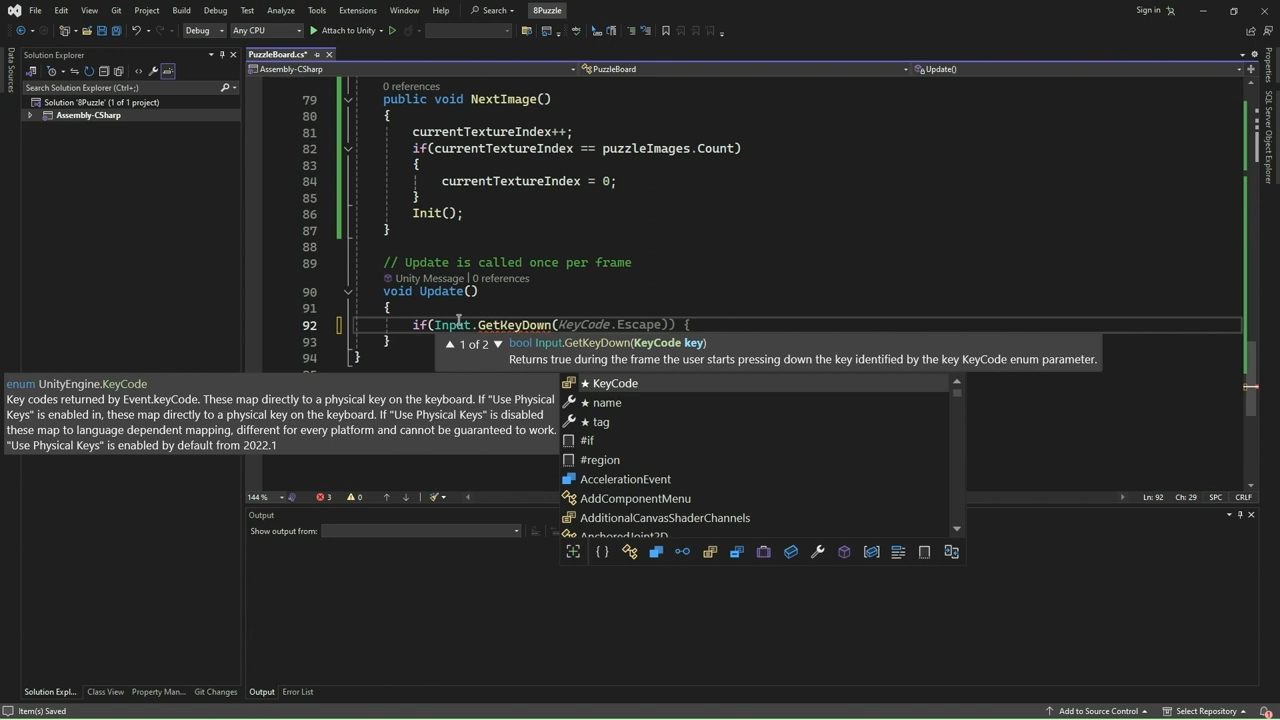 File Edit View Git Project Build Debug Test Analyze Tools Extensions Window Help Search 8Puzzle Sign in
Debug Any CPU Attach to Unity
Data Sources
Solution Explorer
Search Solution Explorer (Ctrl+;)
Solution '8Puzzle' (1 of 1 project)
Assembly-CSharp
PuzzleBoard.cs*
Assembly-CSharp PuzzleBoard Update()
0 references
79 public void NextImage()
80 {
81 currentTextureIndex++;
82 if(currentTextureIndex == puzzleImages.Count)
83 {
84 currentTextureIndex = 0;
85 }
86 Init();
87 }
88
89 // Update is called once per frame
Unity Message | 0 references
90 void Update()
91 {
92 if(Input.GetKeyDown(KeyCode.Escape)) {
93 }
94 }
1 of 2 bool Input.GetKeyDown(KeyCode key)
Returns true during the frame the user starts pressing down the key identified by the key KeyCode enum parameter.
enum UnityEngine.KeyCode
Key codes returned by Event.keyCode. These map directly to a physical key on the keyboard. If "Use Physical
Keys" is enabled in, these map directly to a physical key on the keyboard. If "Use Physical Keys" is disabled
these map to language dependent mapping, different for every platform and cannot be guaranteed to work.
"Use Physical Keys" is enabled by default from 2022.1
★ KeyCode
★ name
★ tag
#if
#region
AccelerationEvent
AddComponentMenu
AdditionalCanvasShaderChannels
AnchoredJoint2D
144 % 3 0 Ln: 92 Ch: 29 SPC CRLF
Output
Show output from:
Properties
SQL Server Object Explorer
Solution Expl... Class View Property Man... Git Changes Output Error List
Item(s) Saved Add to Source Control Select Repository